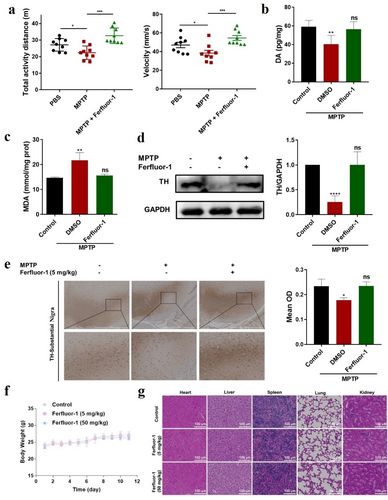 a
Total activity distance (m)
50
40
30
20
10
0
*
***
PBS
MPTP
MPTP + Ferfluor-1
Velocity (mm/s)
100
80
60
40
20
0
*
***
PBS
MPTP
MPTP + Ferfluor-1
b
DA (pg/mg)
80
60
40
20
0
**
ns
Control
DMSO
Ferfluor-1
MPTP
c
MDA (mmol/mg prot)
30
20
10
0
**
ns
Control
DMSO
Ferfluor-1
MPTP
d
MPTP - + +
Ferfluor-1 - - +
TH
GAPDH
TH/GAPDH
1.5
1.0
0.5
0.0
****
ns
Control
DMSO
Ferfluor-1
MPTP
e
MPTP - + +
Ferfluor-1 (5 mg/kg) - - +
TH-Substantial Nigra
Mean OD
0.3
0.2
0.1
0.0
*
ns
Control
DMSO
Ferfluor-1
MPTP
f
Control
Ferfluor-1 (5 mg/kg)
Ferfluor-1 (50 mg/kg)
Body Weight (g)
40
30
20
10
0
0 2 4 6 8 10 12
Time (day)
g
Heart Liver Spleen Lung Kidney
Control
Ferfluor-1
(5 mg/kg)
Ferfluor-1
(50 mg/kg)